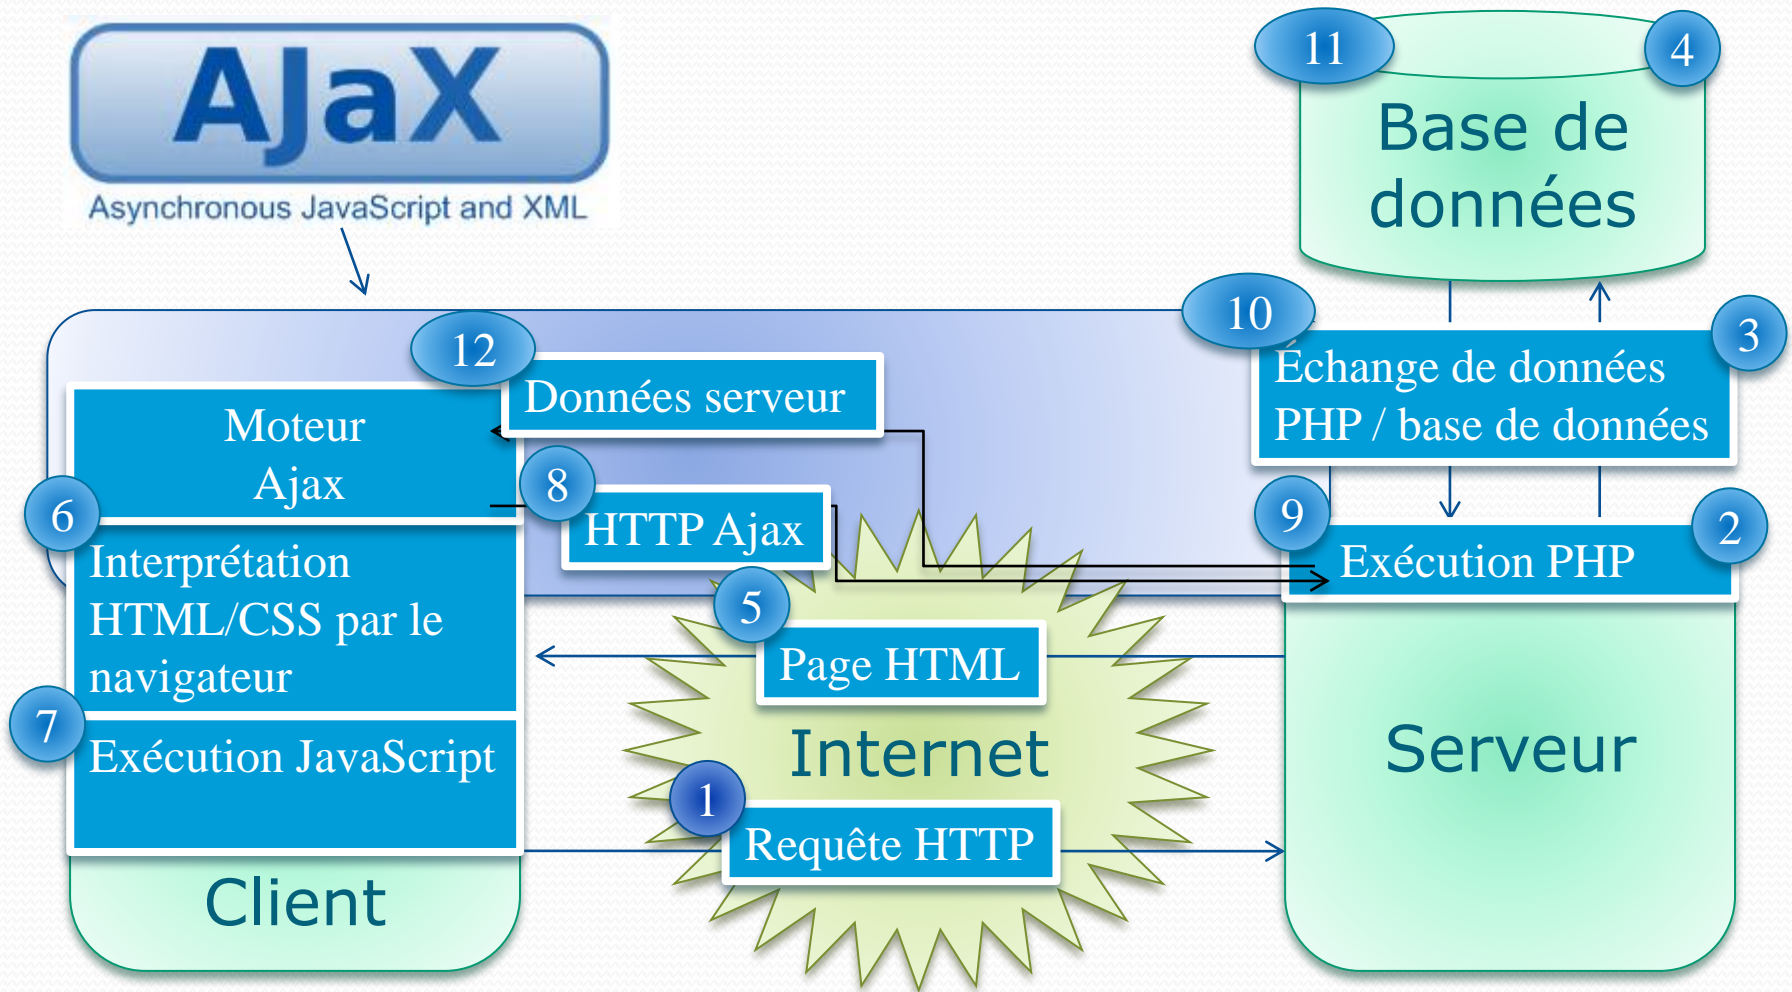 AJaX
Asynchronous JavaScript and XML
11
4
Base de
données
10
3
Échange de données
PHP / base de données
12
Données serveur
Moteur
Ajax
8
HTTP Ajax
6
Interprétation
HTML/CSS par le
navigateur
9
2
Exécution PHP
5
Page HTML
7
Exécution JavaScript
Internet
Serveur
1
Requête HTTP
Client